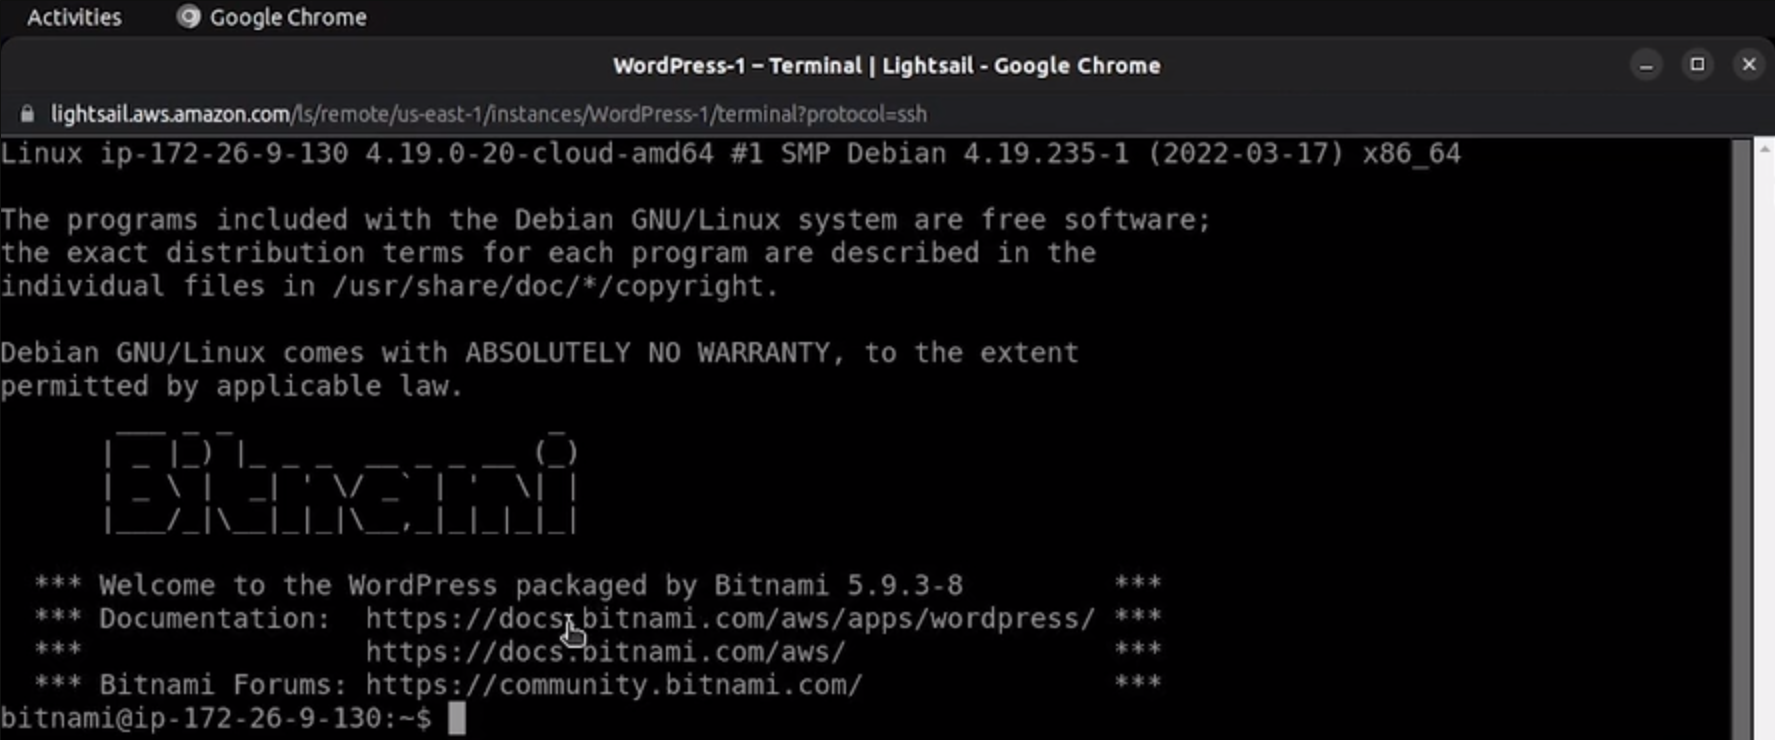 Activities Google Chrome
WordPress-1 – Terminal | Lightsail - Google Chrome
lightsail.aws.amazon.com/ls/remote/us-east-1/instances/WordPress-1/terminal?protocol=ssh
Linux ip-172-26-9-130 4.19.0-20-cloud-amd64 #1 SMP Debian 4.19.235-1 (2022-03-17) x86_64
The programs included with the Debian GNU/Linux system are free software;
the exact distribution terms for each program are described in the
individual files in /usr/share/doc/*/copyright.
Debian GNU/Linux comes with ABSOLUTELY NO WARRANTY, to the extent
permitted by applicable law.
Bitnami
*** Welcome to the WordPress packaged by Bitnami 5.9.3-8 ***
*** Documentation: https://docs.bitnami.com/aws/apps/wordpress/ ***
*** https://docs.bitnami.com/aws/ ***
*** Bitnami Forums: https://community.bitnami.com/ ***
bitnami@ip-172-26-9-130:~$